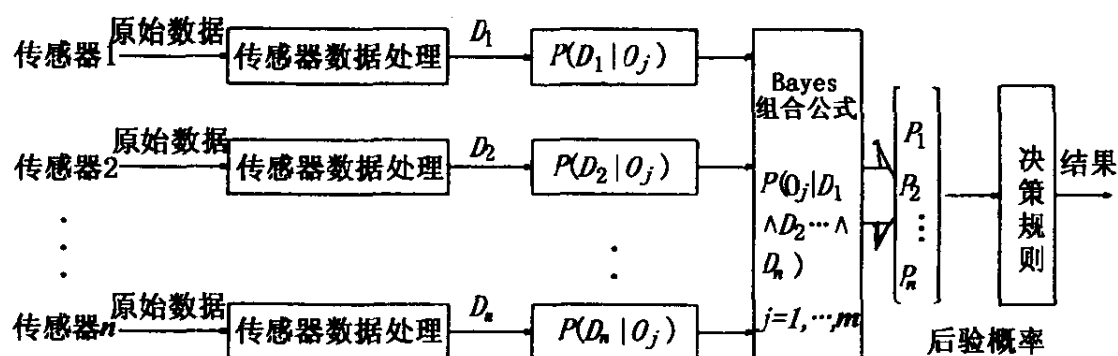 传感器1
原始数据
传感器数据处理
D1
P(D1|Oj)
传感器2
原始数据
传感器数据处理
D2
P(D2|Oj)
传感器n
原始数据
传感器数据处理
Dn
P(Dn|Oj)
Bayes
组合公式
P(Oj|D1
∧D2…∧
Dn)
j=1,…,m
P1
P2
⋮
Pn
后验概率
决策规则
结果